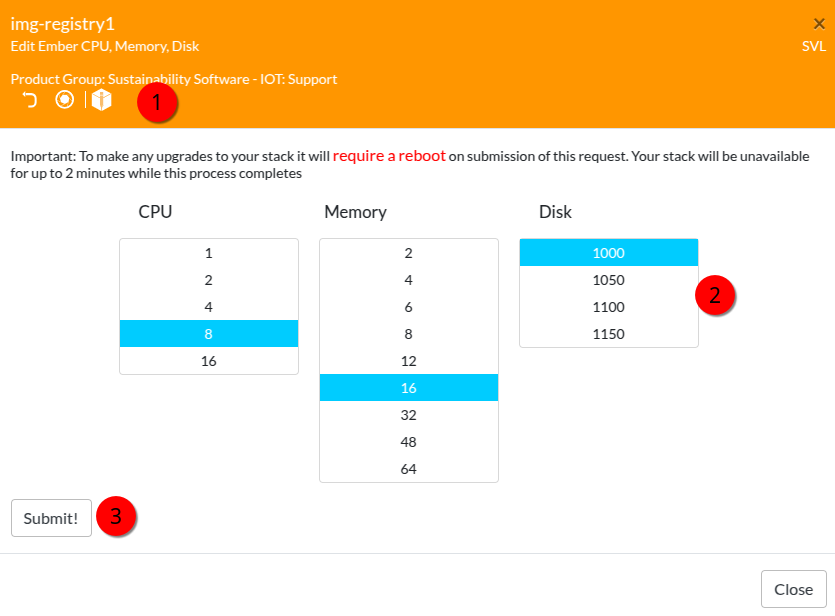 img-registry1
×
Edit Ember CPU, Memory, Disk
SVL
Product Group: Sustainability Software - IOT: Support
1
Important: To make any upgrades to your stack it will require a reboot on submission of this request. Your stack will be unavailable
for up to 2 minutes while this process completes
CPU
Memory
Disk
1
2
4
8
16
2
4
6
8
12
16
32
48
64
1000
1050
1100
1150
2
Submit!
3
Close